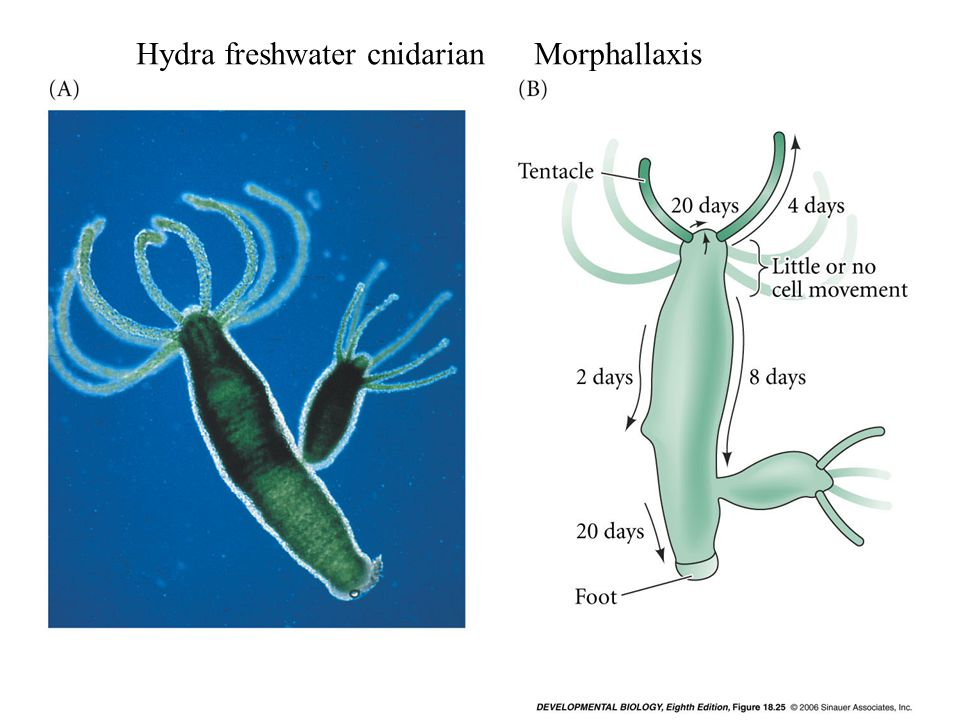 Hydra freshwater cnidarian Morphallaxis
(A)
(B)
Tentacle
20 days
4 days
Little or no
cell movement
2 days
8 days
20 days
Foot
DEVELOPMENTAL BIOLOGY, Eighth Edition, Figure 18.25 © 2006 Sinauer Associates, Inc.